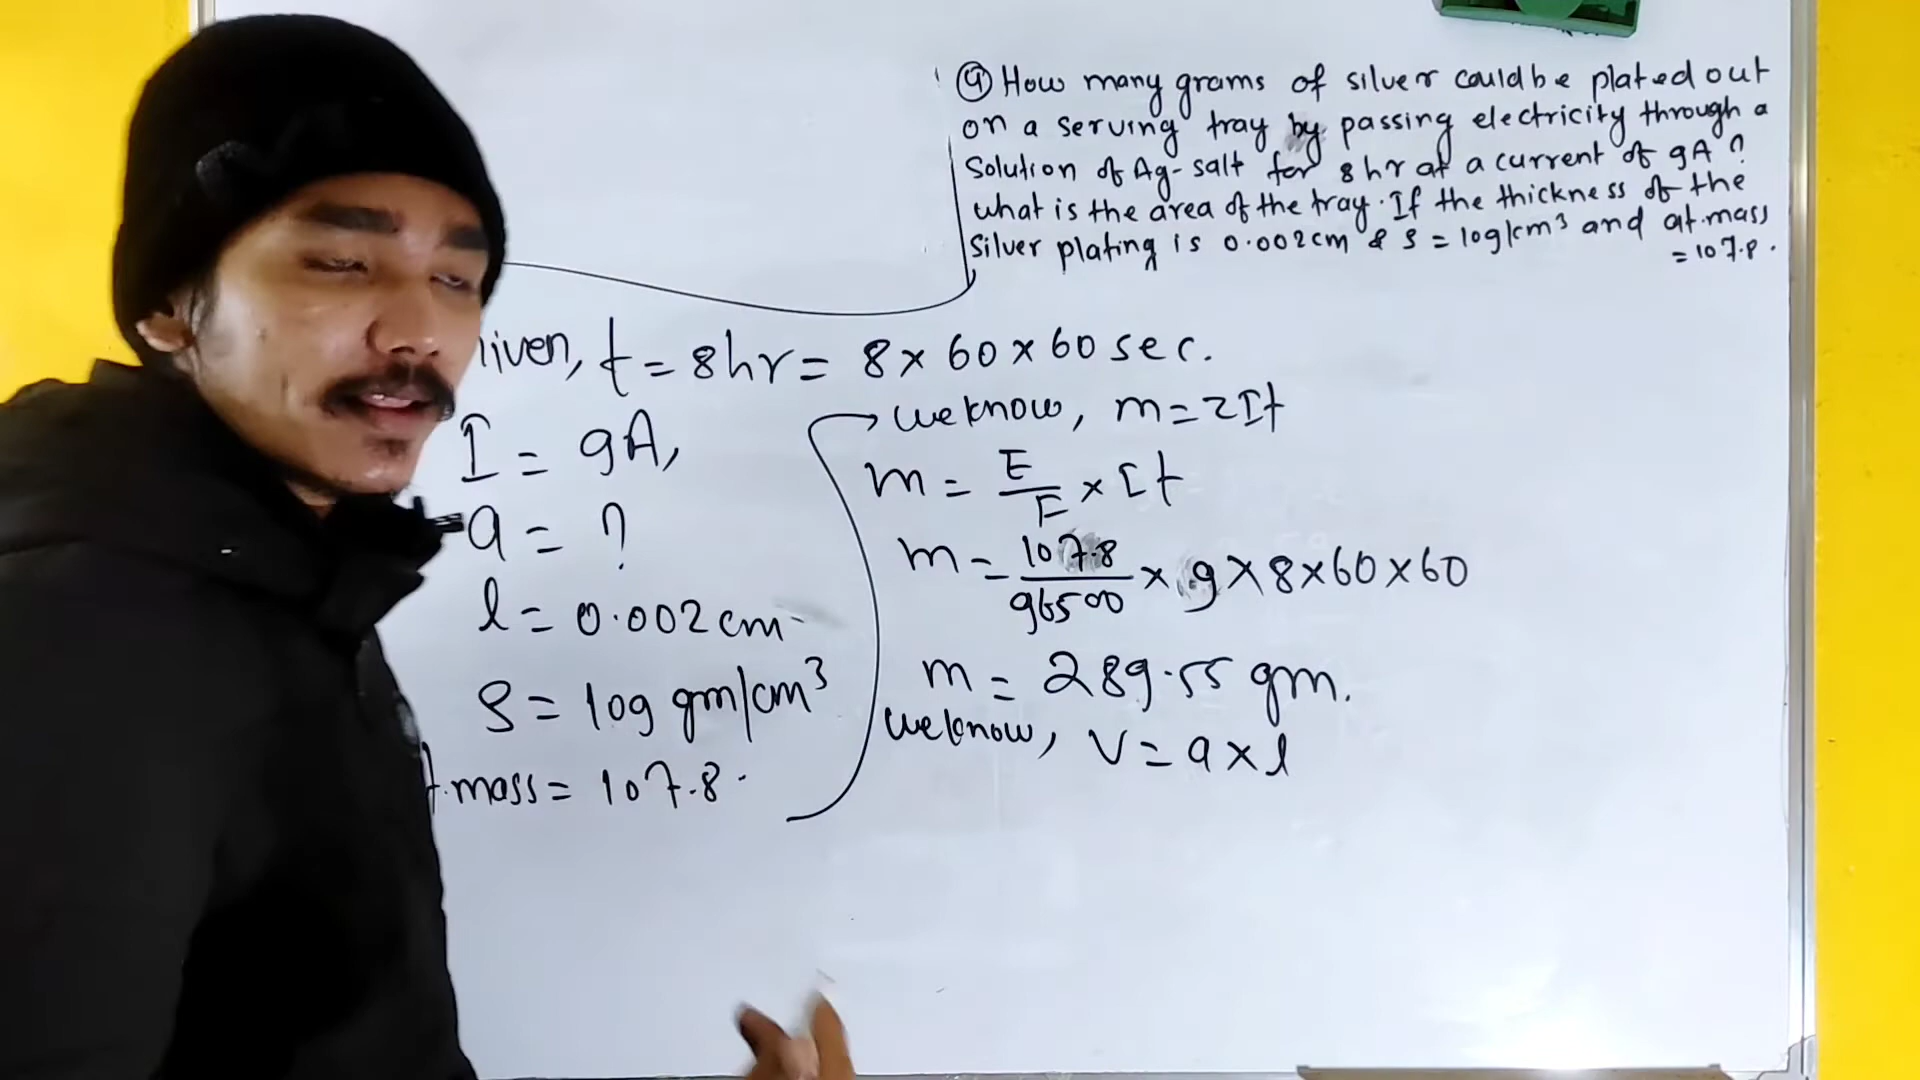 ④ How many grams of silver could be plated out
on a serving tray by passing electricity through a
solution of Ag-salt for 8 hr at a current of 9A ?
what is the area of the tray. If the thickness of the
silver plating is 0.002cm & ρ = 10g/cm³ and at.mass
= 107.8.
iven, t = 8hr = 8 × 60 × 60 sec.
I = 9A,
a = ?
l = 0.002 cm
ρ = 10g gm/cm³
t.mass = 107.8.
we know, m = ZIt
m = E/F × It
m = 107.8/96500 × 9 × 8 × 60 × 60
m = 289.55 gm.
we know, V = a × l